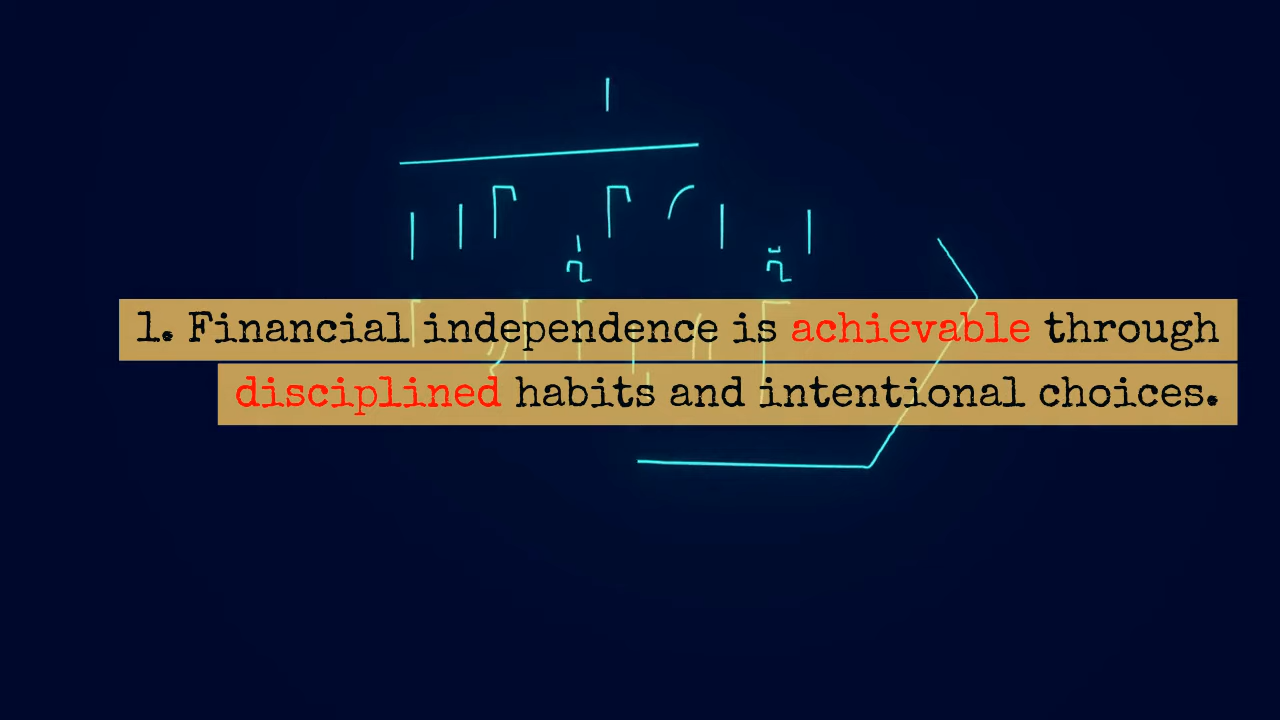 1. Financial independence is achievable through
disciplined habits and intentional choices.